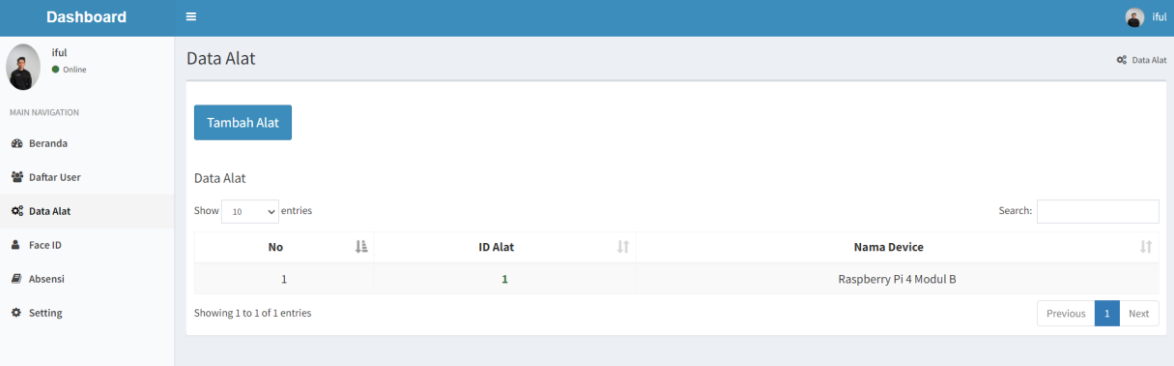 Dashboard
iful
iful
Online
MAIN NAVIGATION
Beranda
Daftar User
Data Alat
Face ID
Absensi
Setting
Data Alat
Data Alat
Tambah Alat
Data Alat
Show 10 entries
Search:
No ID Alat Nama Device
1 1 Raspberry Pi 4 Modul B
Showing 1 to 1 of 1 entries
Previous 1 Next